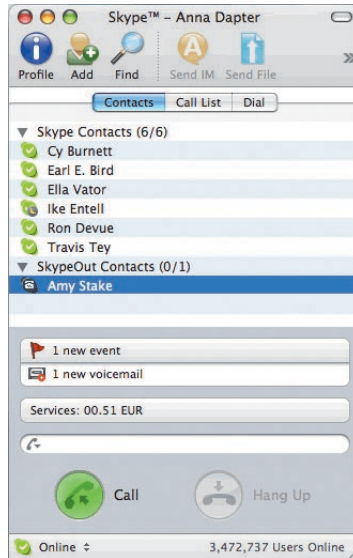 Skype™ – Anna Dapter
Profile Add Find Send IM Send File »
Contacts Call List Dial
Skype Contacts (6/6)
Cy Burnett
Earl E. Bird
Ella Vator
Ike Entell
Ron Devue
Travis Tey
SkypeOut Contacts (0/1)
Amy Stake
1 new event
1 new voicemail
Services: 00.51 EUR
Call Hang Up
Online 3,472,737 Users Online